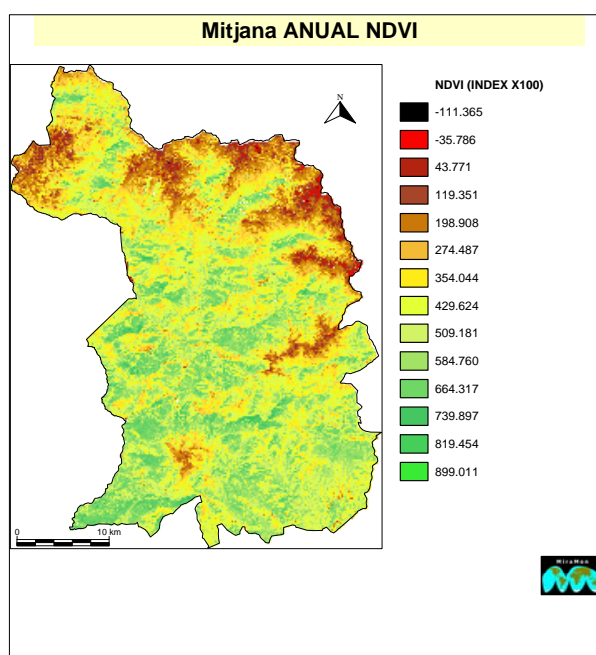 Mitjana ANUAL NDVI
NDVI (INDEX X100)
N
-111.365
-35.786
43.771
119.351
198.908
274.487
354.044
429.624
509.181
584.760
664.317
739.897
819.454
899.011
0 10 km
MiraMon